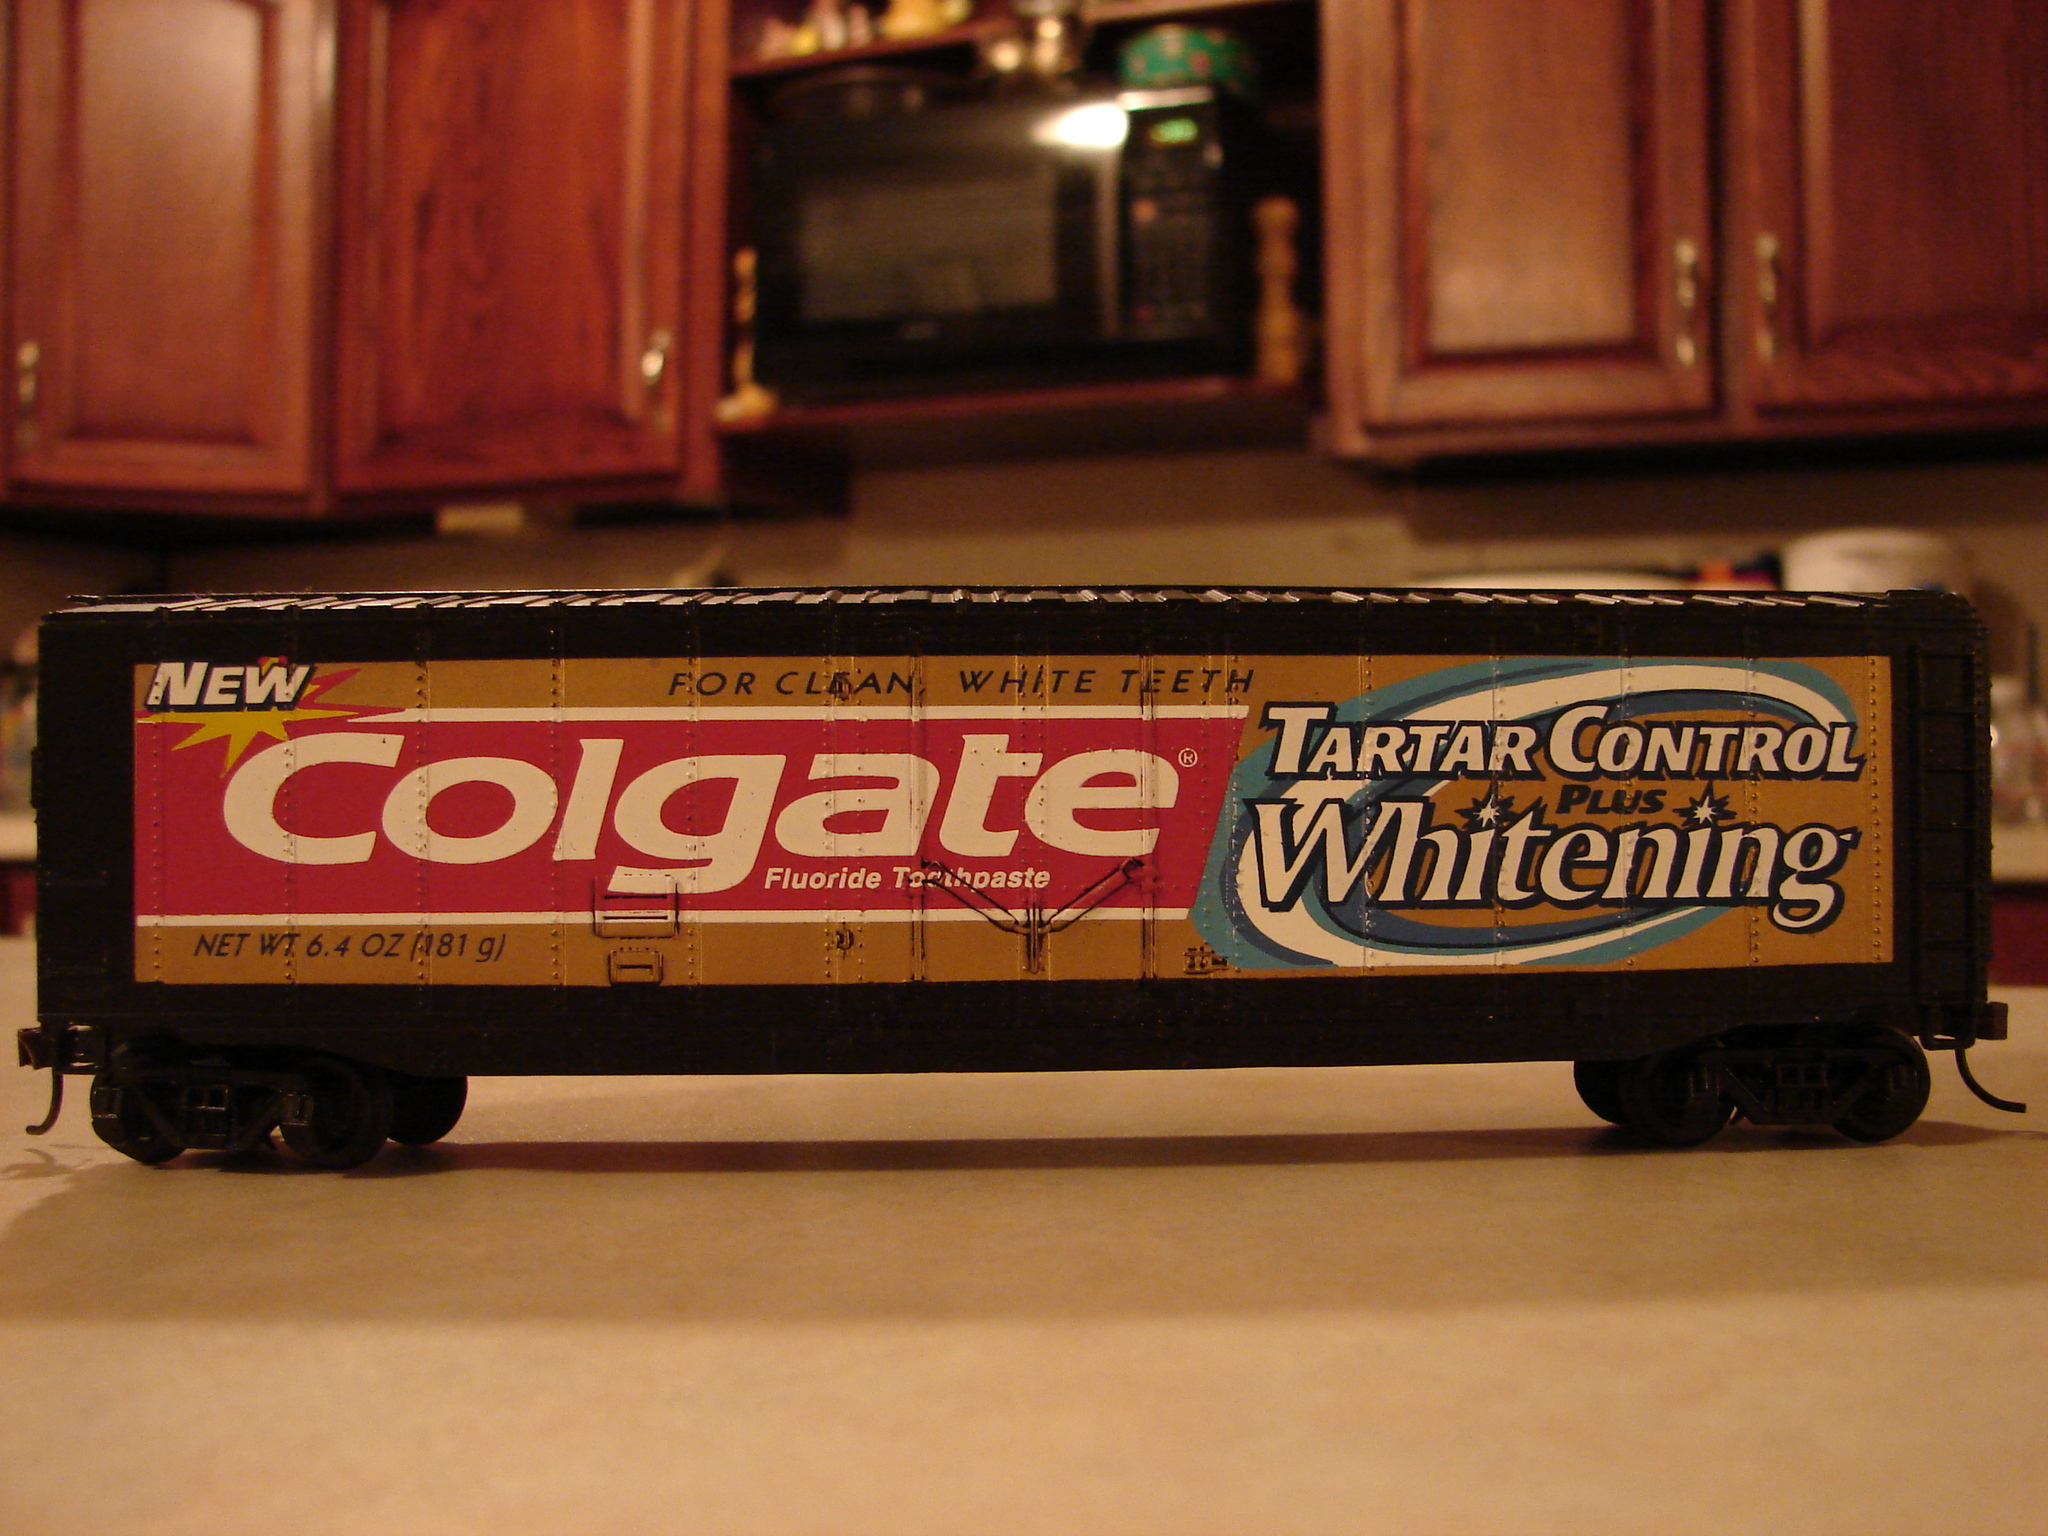 NEW
FOR CLEAN, WHITE TEETH
Colgate®
Fluoride Toothpaste
NET WT 6.4 OZ (181 g)
TARTAR CONTROL
PLUS
Whitening